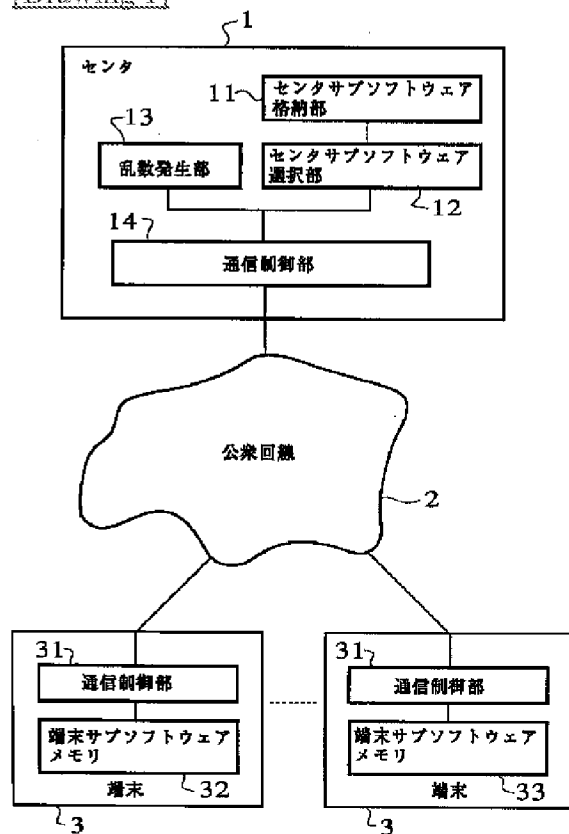 [Drawing 1]
1
センタ
11
センタサブソフトウェア
格納部
13
乱数発生部
センタサブソフトウェア
選択部
12
14
通信制御部
公衆回線
2
31
通信制御部
端末サブソフトウェア
メモリ
32
端末
3
31
通信制御部
端末サブソフトウェア
メモリ
33
端末
3